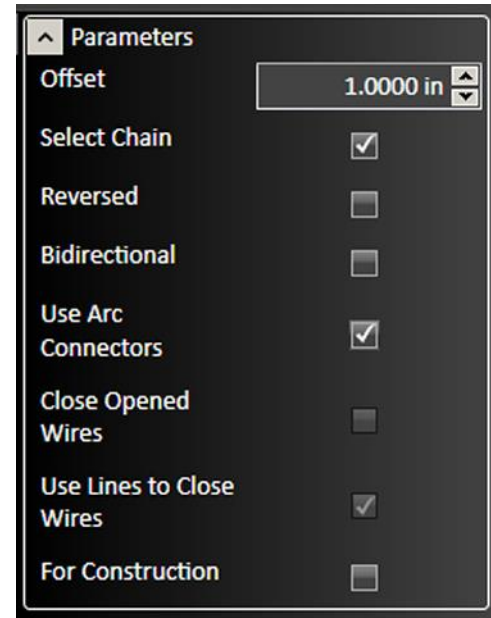 Parameters
Offset
1.0000 in
Select Chain
Reversed
Bidirectional
Use Arc
Connectors
Close Opened
Wires
Use Lines to Close
Wires
For Construction